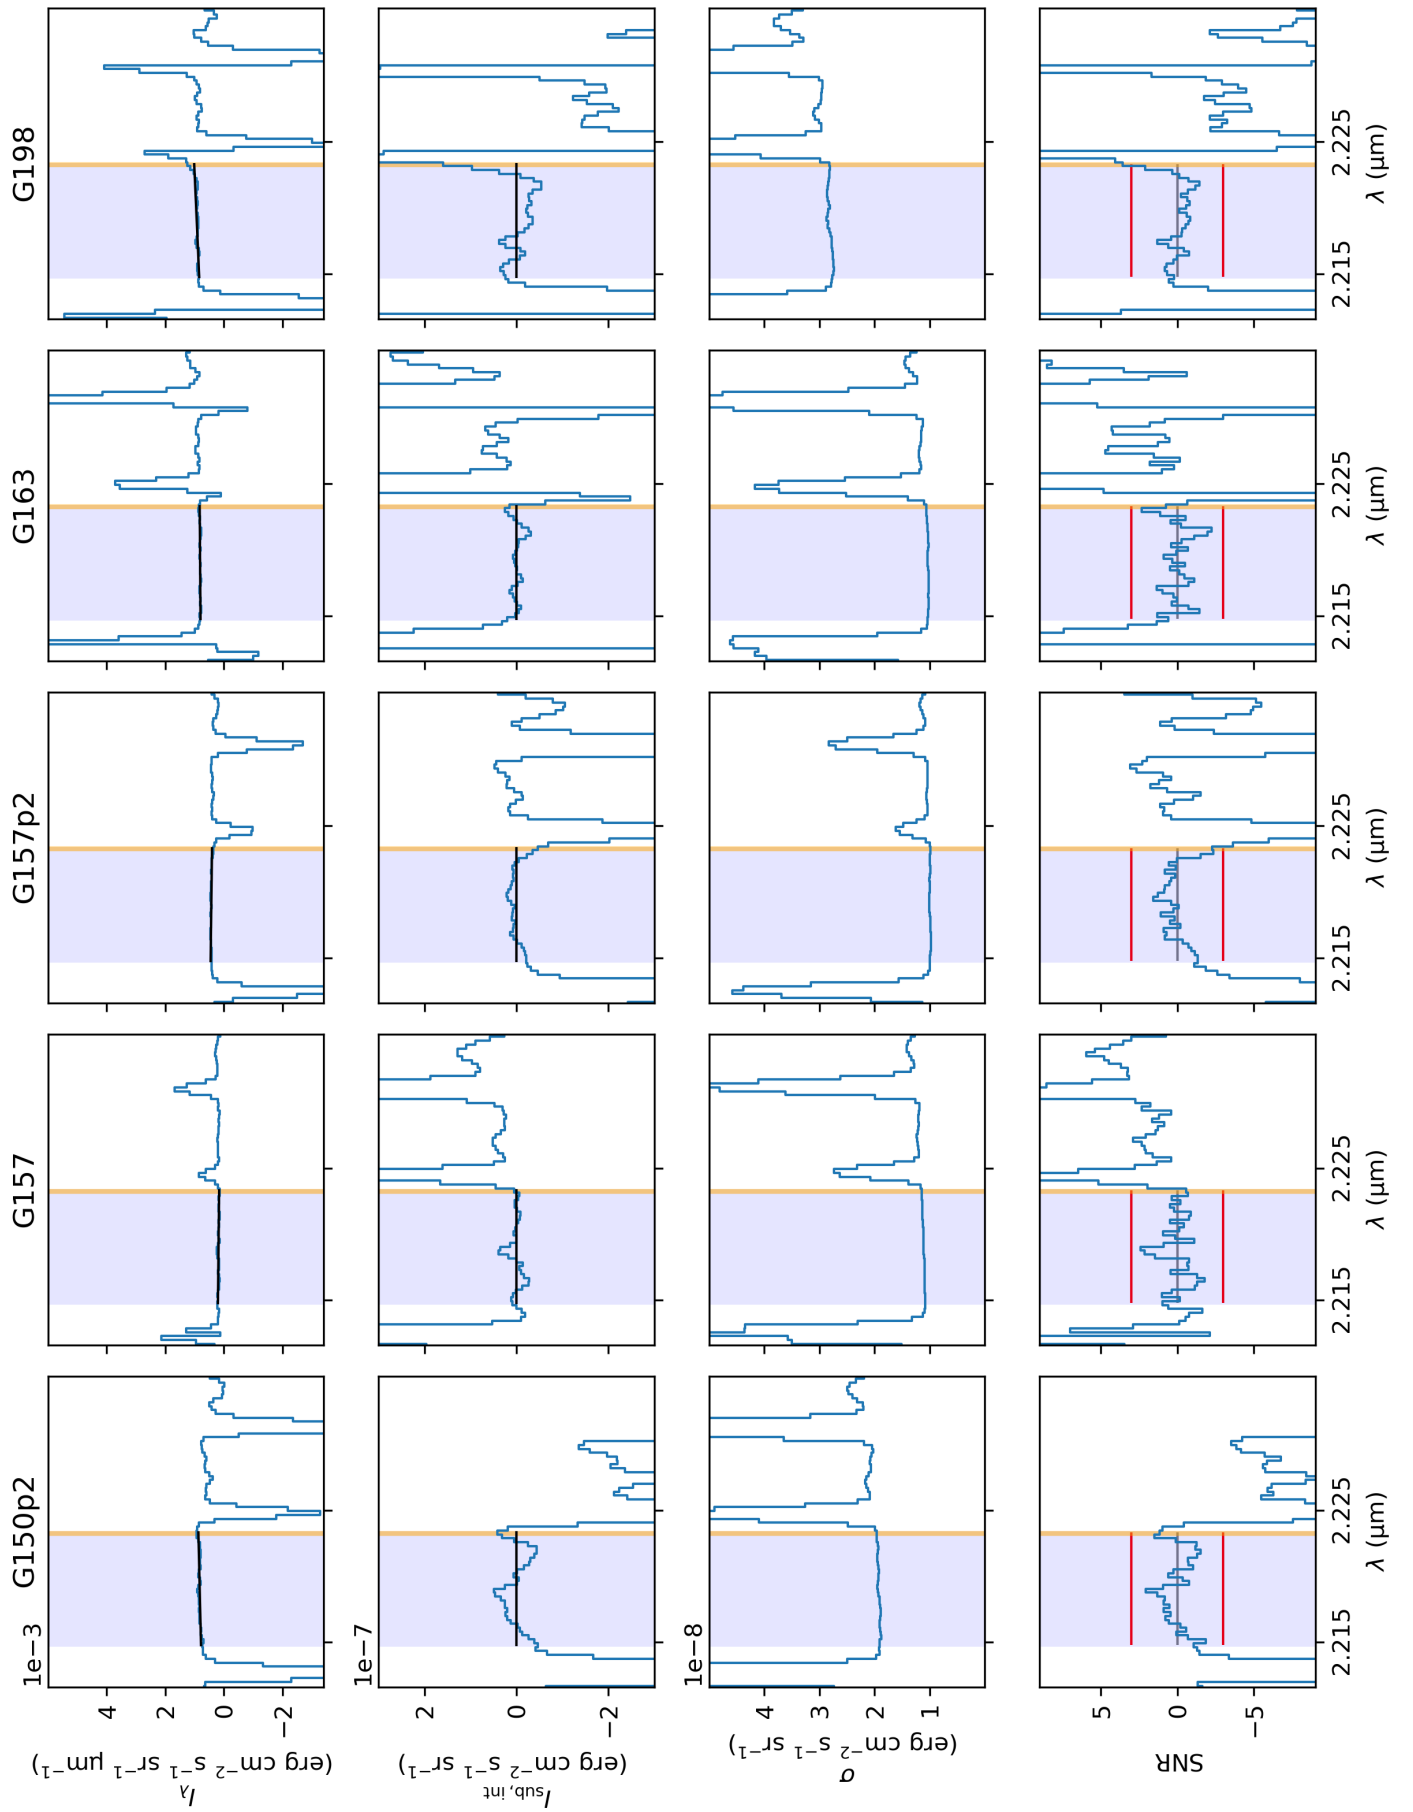 G150p2 G157 G157p2 G163 G198
1e−3
4
2
0
−2
I_λ
(erg cm⁻² s⁻¹ sr⁻¹ μm⁻¹)
1e−7
2
0
−2
I_sub, int
(erg cm⁻² s⁻¹ sr⁻¹)
1e−8
4
3
2
1
σ
(erg cm⁻² s⁻¹ sr⁻¹)
5
0
−5
SNR
2.215 2.225 2.215 2.225 2.215 2.225 2.215 2.225 2.215 2.225
λ (μm) λ (μm) λ (μm) λ (μm) λ (μm)